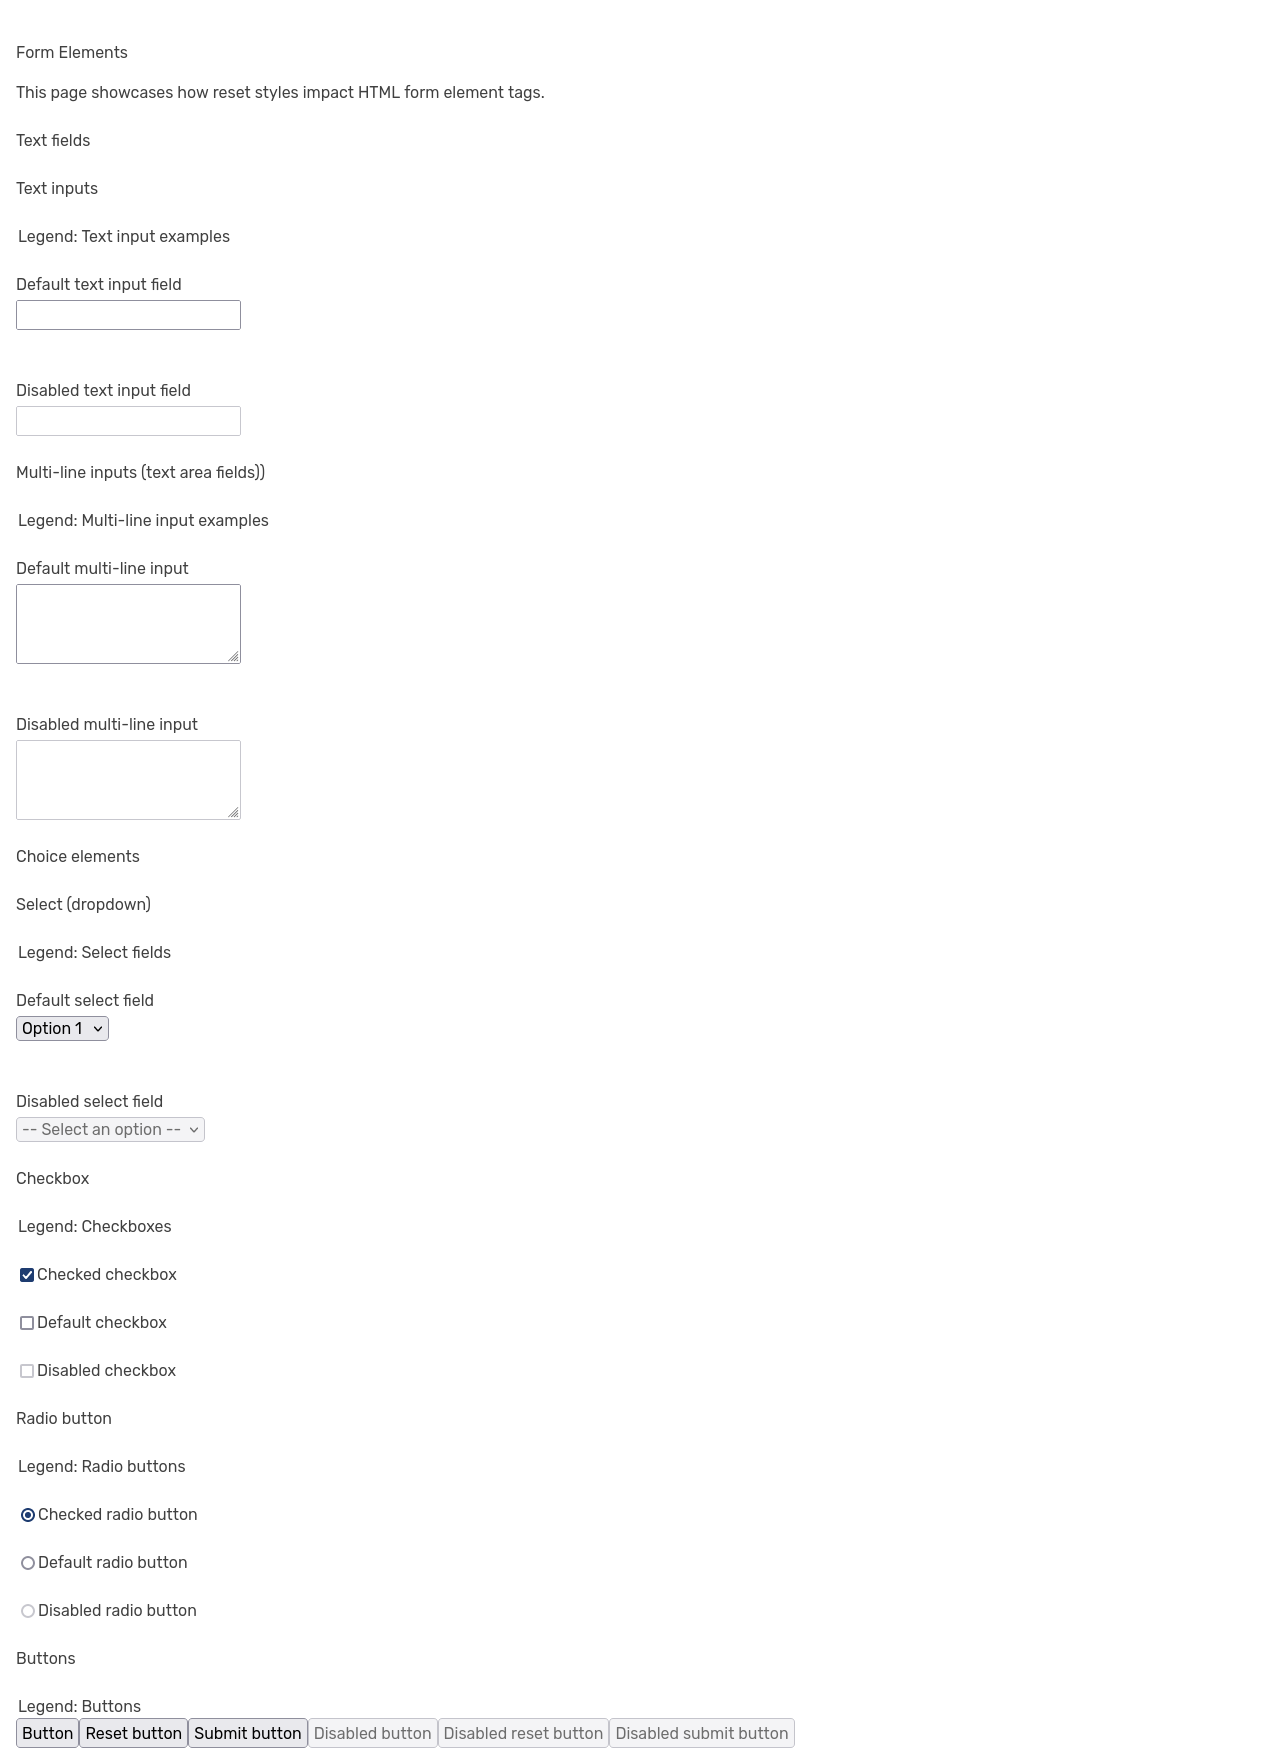 Form Elements
This page showcases how reset styles impact HTML form element tags.
Text fields
Text inputs
Legend: Text input examples
Default text input field
Disabled text input field
Multi-line inputs (text area fields))
Legend: Multi-line input examples
Default multi-line input
Disabled multi-line input
Choice elements
Select (dropdown)
Legend: Select fields
Default select field
Option 1
Disabled select field
-- Select an option --
Checkbox
Legend: Checkboxes
Checked checkbox
Default checkbox
Disabled checkbox
Radio button
Legend: Radio buttons
Checked radio button
Default radio button
Disabled radio button
Buttons
Legend: Buttons
Button Reset button Submit button Disabled button Disabled reset button Disabled submit button